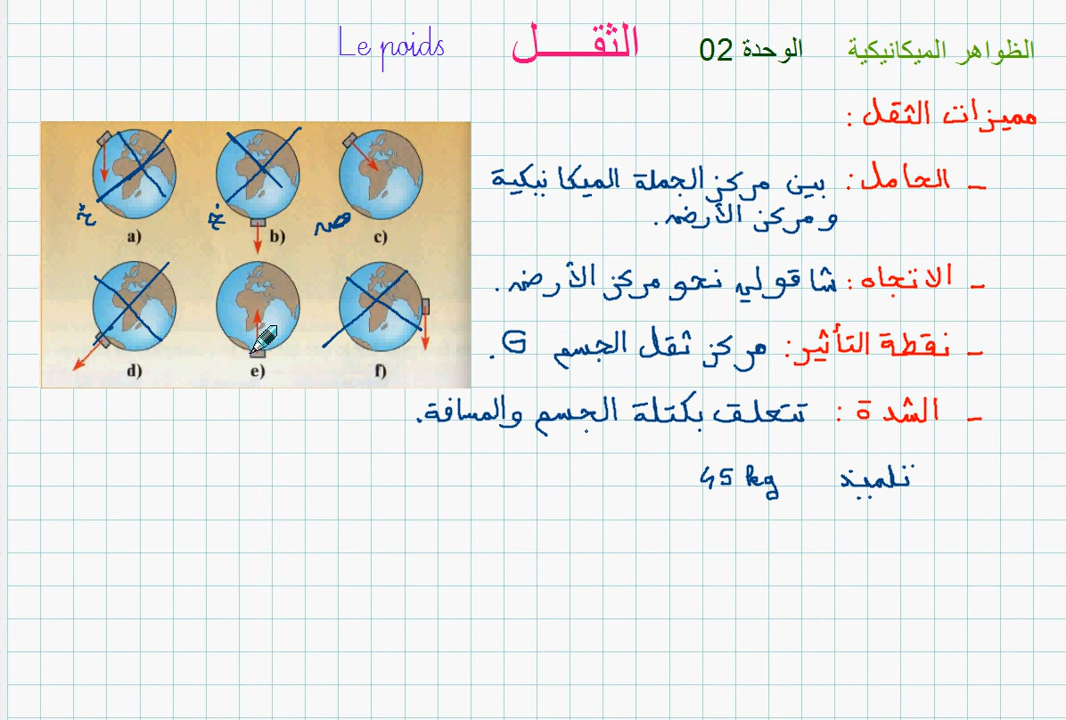 الظواهر الميكانيكية الوحدة 02 الثقـــل Le poids
مميزات الثقل :
- الحامل : بين مركز الجملة الميكانيكية
ومركز الأرض.
- الاتجاه : شاقولي نحو مركز الأرض.
- نقطة التأثير : مركز ثقل الجسم G.
- الشدة : تتعلق بكتلة الجسم والمسافة.
تلميذ 45 kg
خ خ صح
a) b) c)
d) e) f)